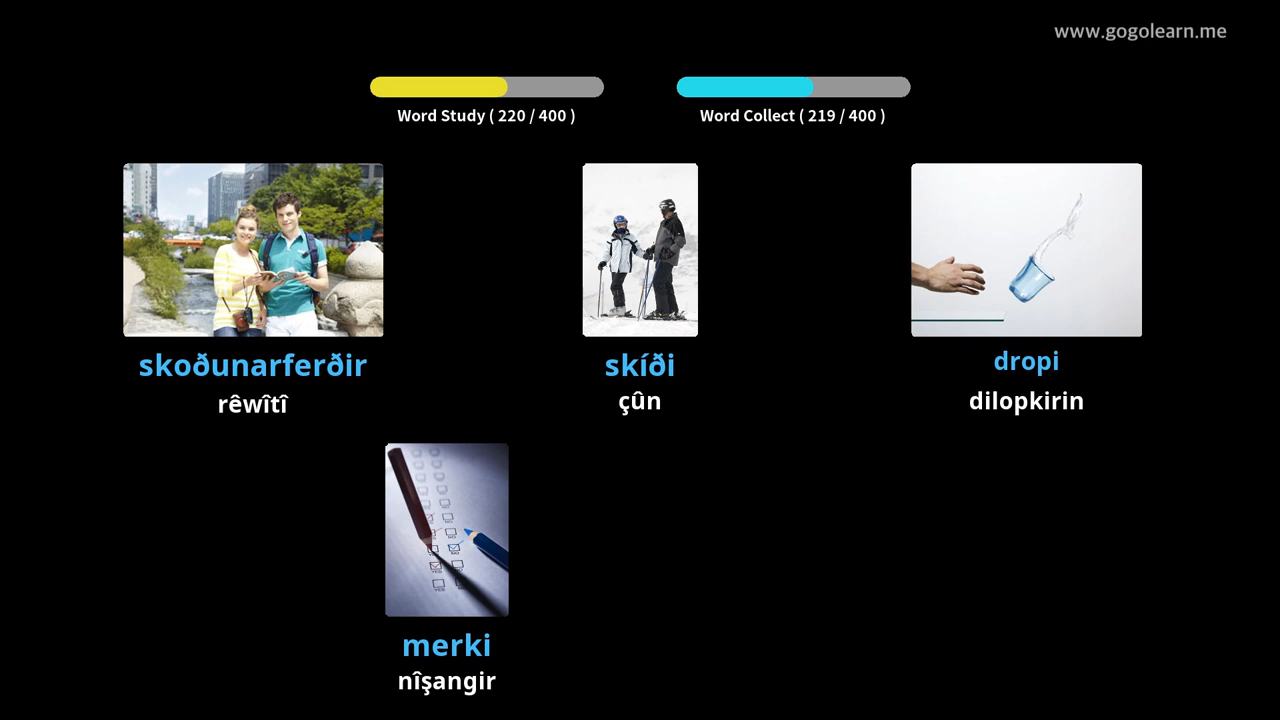 www.gogolearn.me
Word Study ( 220 / 400 )
Word Collect ( 219 / 400 )
skoðunarferðir
rêwîtî
skíði
çûn
dropi
dilopkirin
merki
nîşangir